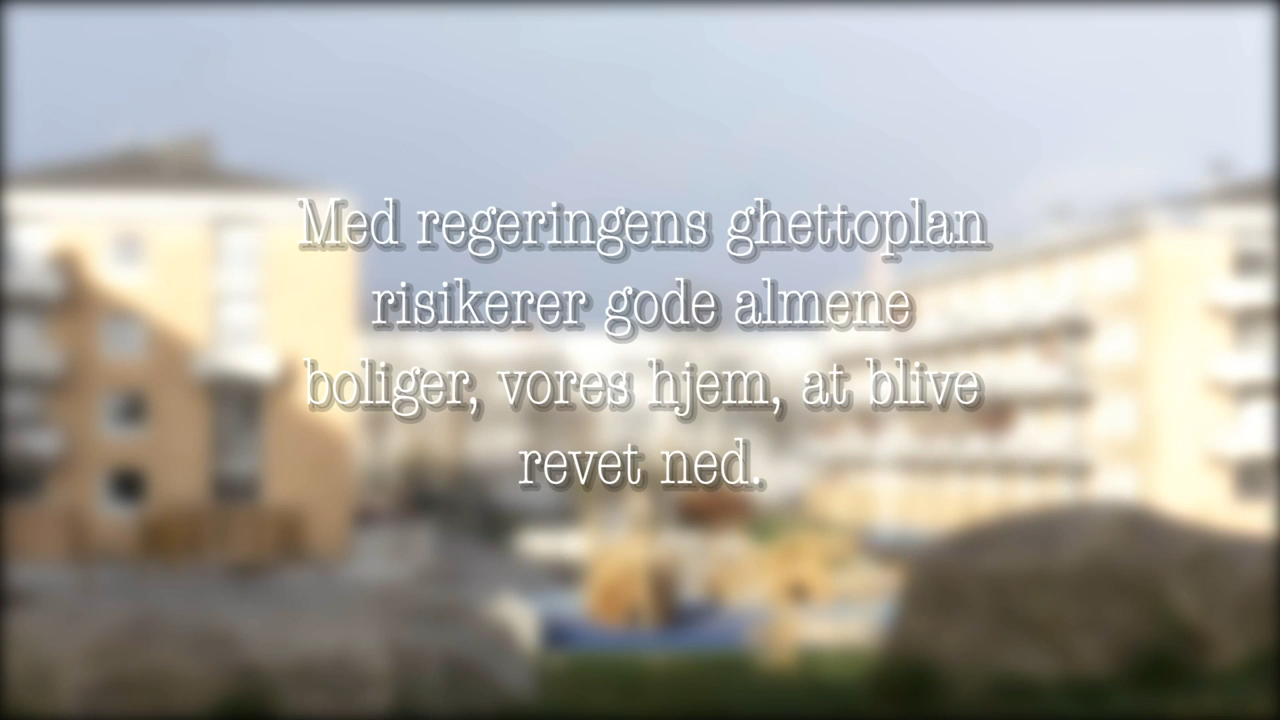 Med regeringens ghettoplan
risikerer gode almene
boliger, vores hjem, at blive
revet ned.